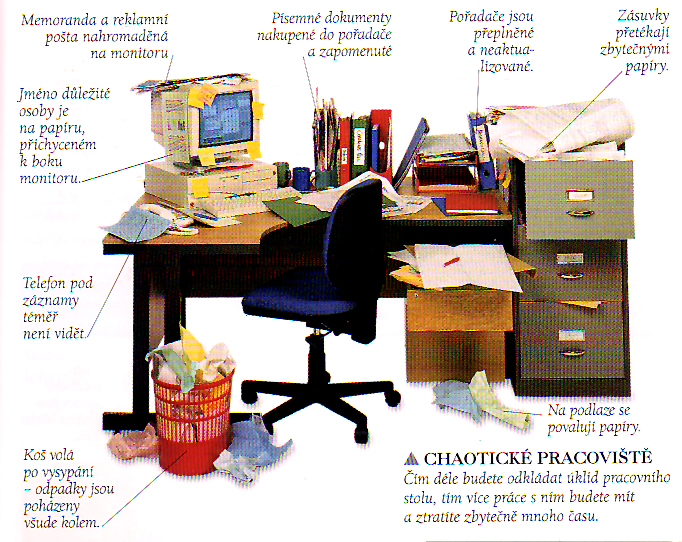 Memoranda a reklamní
pošta nahromaděná
na monitoru
Písemné dokumenty
nakupené do pořadače
a zapomenuté
Pořadače jsou
přeplněné
a neaktua-
lizované.
Zásuvky
přetékají
zbytečnými
papíry.
Jméno důležité
osoby je
na papíru,
přichyceném
k boku
monitoru.
Telefon pod
záznamy
téměř
není vidět.
Koš volá
po vysypání
– odpadky jsou
poházeny
všude kolem.
Na podlaze se
povalují papíry.
CHAOTICKÉ PRACOVIŠTĚ
Čím déle budete odkládat úklid pracovního
stolu, tím více práce s ním budete mít
a ztratíte zbytečně mnoho času.